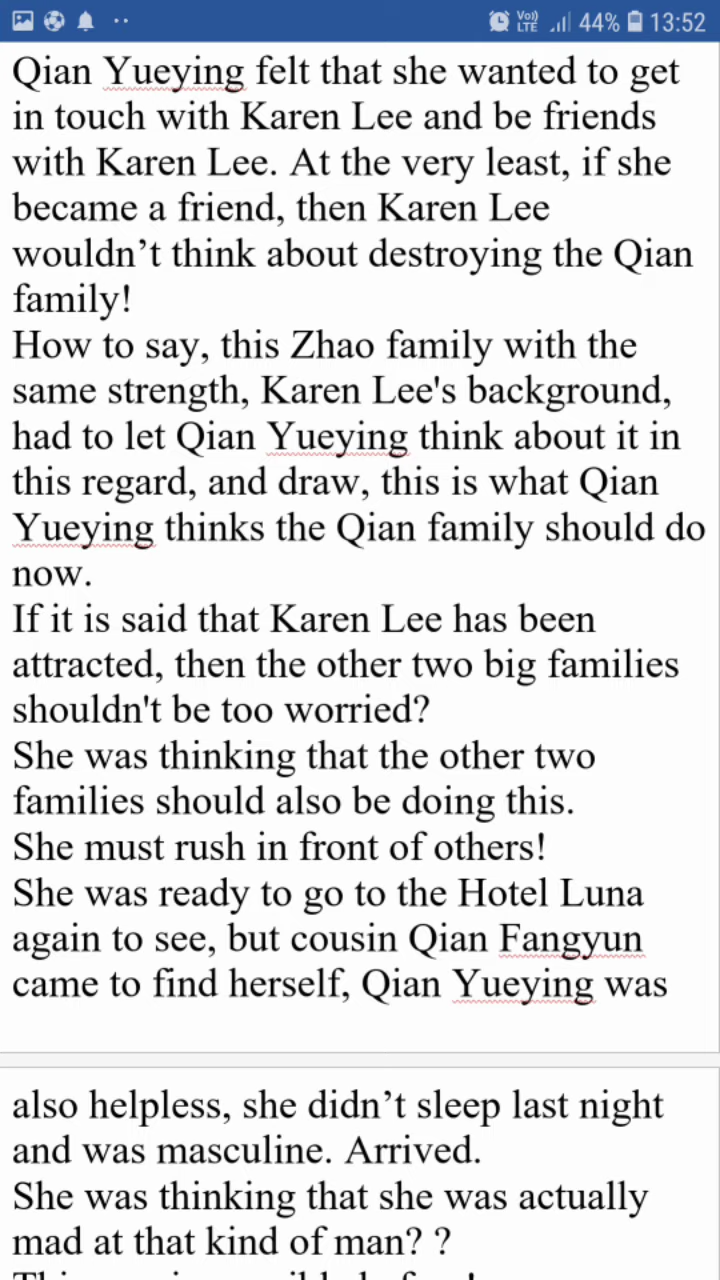 Vo))
LTE 44% 13:52
Qian Yueying felt that she wanted to get
in touch with Karen Lee and be friends
with Karen Lee. At the very least, if she
became a friend, then Karen Lee
wouldn’t think about destroying the Qian
family!
How to say, this Zhao family with the
same strength, Karen Lee's background,
had to let Qian Yueying think about it in
this regard, and draw, this is what Qian
Yueying thinks the Qian family should do
now.
If it is said that Karen Lee has been
attracted, then the other two big families
shouldn't be too worried?
She was thinking that the other two
families should also be doing this.
She must rush in front of others!
She was ready to go to the Hotel Luna
again to see, but cousin Qian Fangyun
came to find herself, Qian Yueying was
also helpless, she didn’t sleep last night
and was masculine. Arrived.
She was thinking that she was actually
mad at that kind of man? ?